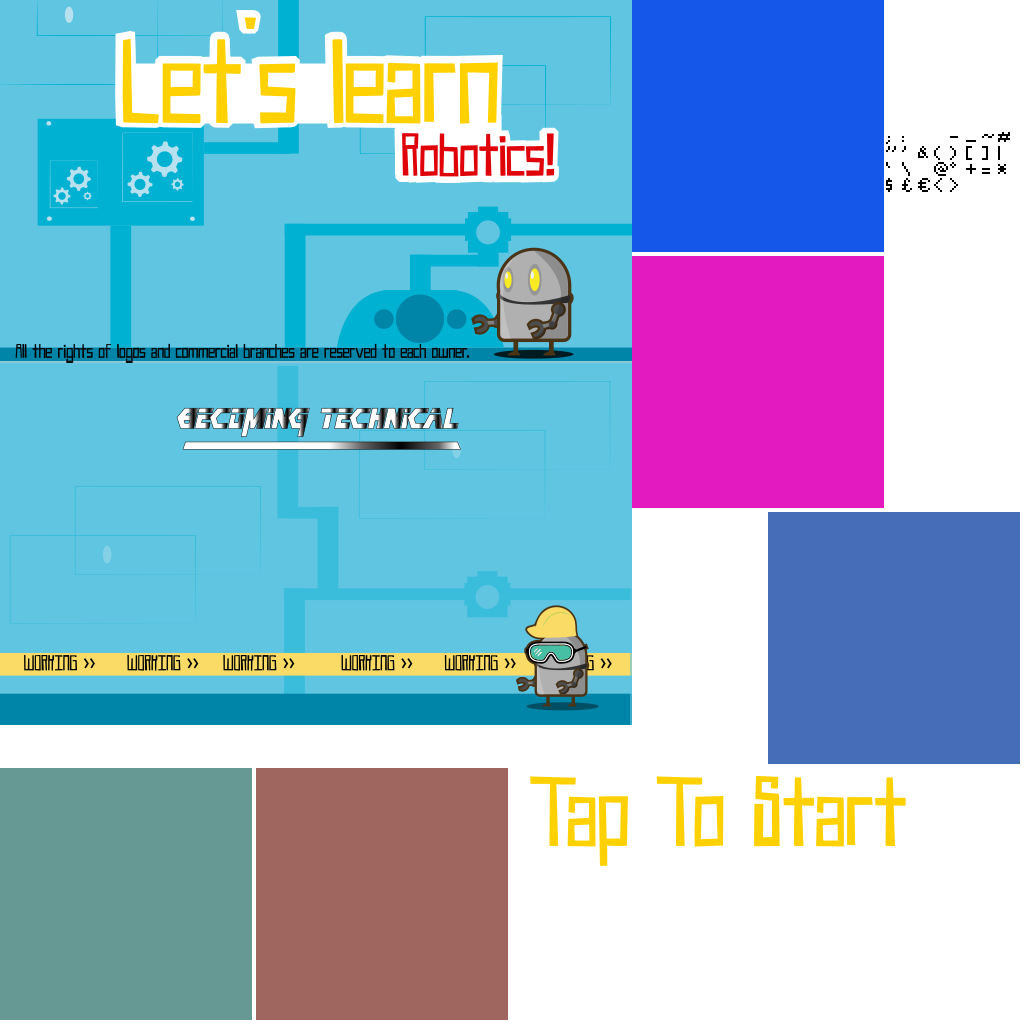 Let's learn
Robotics!
All the rights of logos and commercial branches are reserved to each owner.
BECOMING TECHNICAL
WORKING >> WORKING >> WORKING >> WORKING >> WORKING >> G >>
; : - _ ~ #
" ' & ( ) [ ] |
` \ @ ° + = *
$ £ € < >
Tap To Start